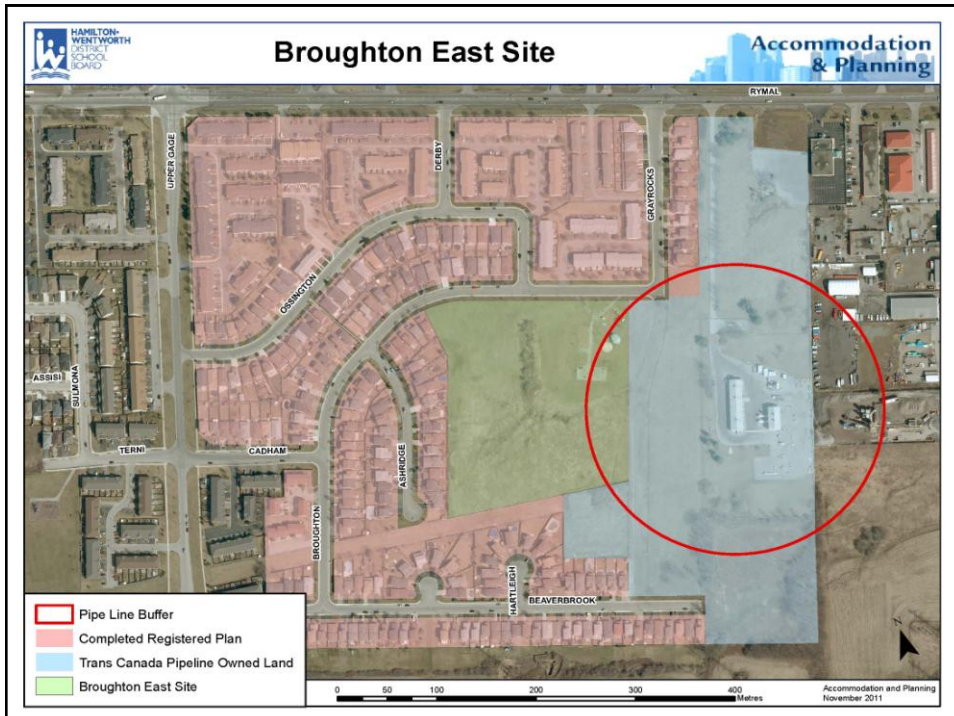 HAMILTON-
WENTWORTH
DISTRICT
SCHOOL
BOARD
Broughton East Site
Accommodation
& Planning
RYMAL
UPPER GAGE
DERBY
GRAYROCKS
OSSINGTON
ASSISI
SULMONA
TERNI
CADHAM
ASHRIDGE
BROUGHTON
HARTLEIGH
BEAVERBROOK
Pipe Line Buffer
Completed Registered Plan
Trans Canada Pipeline Owned Land
Broughton East Site
N
0 50 100 200 300 400
Metres
Accommodation and Planning
November 2011